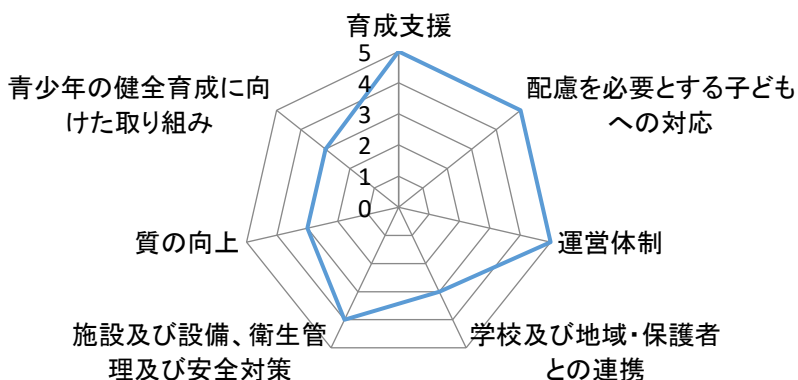 育成支援
5
4
3
2
1
0
配慮を必要とする子ども
への対応
運営体制
学校及び地域・保護者
との連携
施設及び設備、衛生管
理及び安全対策
質の向上
青少年の健全育成に向
けた取り組み